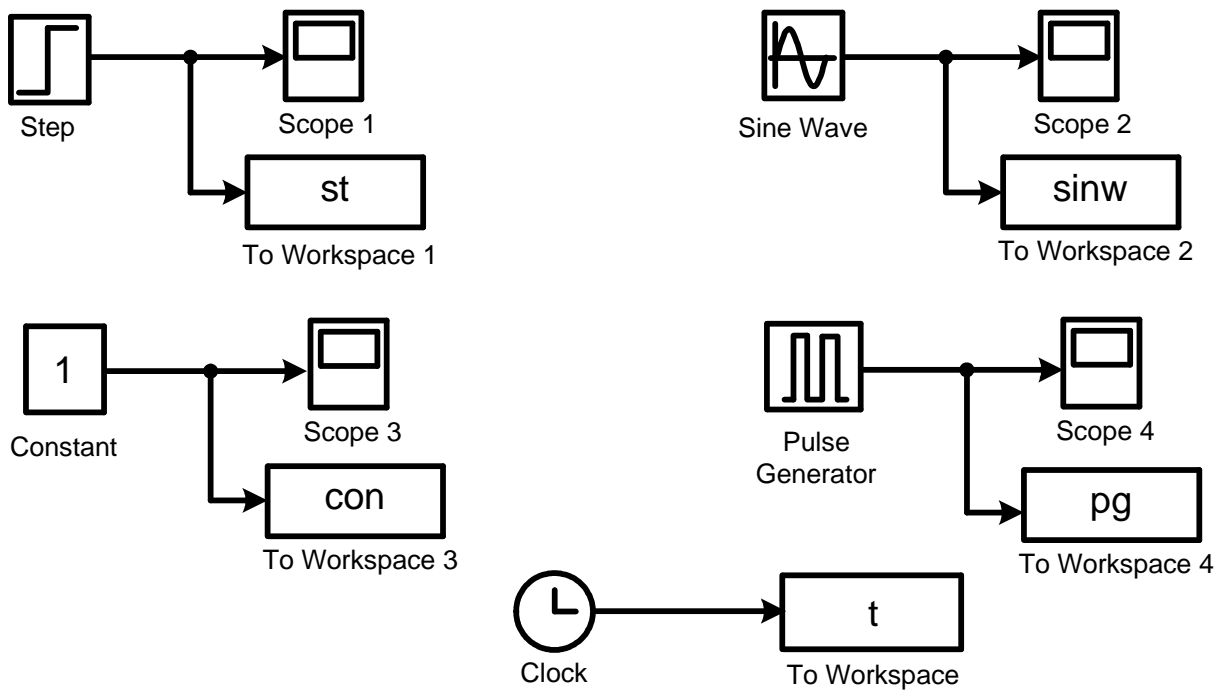 Step
Scope 1
st
To Workspace 1
Sine Wave
Scope 2
sinw
To Workspace 2
1
Constant
Scope 3
con
To Workspace 3
Pulse
Generator
Scope 4
pg
To Workspace 4
Clock
t
To Workspace